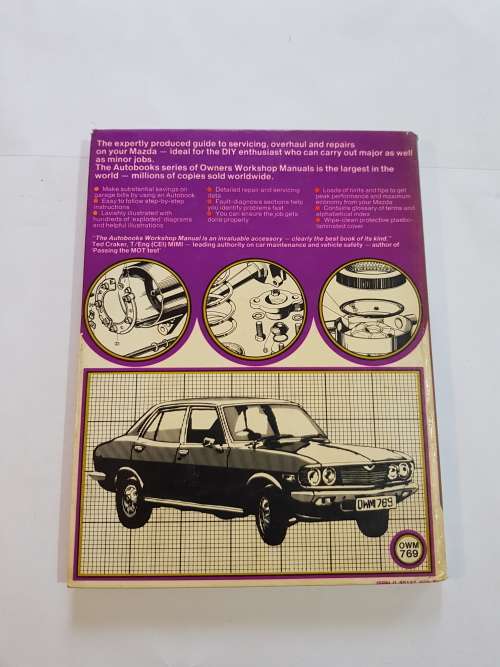 The expertly produced guide to servicing, overhaul and repairs
on your Mazda — ideal for the DIY enthusiast who can carry out major as well
as minor jobs.
The Autobooks series of Owners Workshop Manuals is the largest in the
world — millions of copies sold worldwide.
Make substantial savings on
garage bills by using an Autobook
Easy to follow step-by-step
instructions
Lavishly illustrated with
hundreds of 'exploded' diagrams
and helpful illustrations
Detailed repair and servicing
data
Fault-diagnosis sections help
you identify problems fast
You can ensure the job gets
done properly
Loads of hints and tips to get
peak performance and maximum
economy from your Mazda
Contains glossary of terms and
alphabetical index
Wipe-clean protective plastic-
laminated cover
"The Autobooks Workshop Manual is an invaluable accessory — clearly the best book of its kind."
Ted Craker, T/Eng (CEI) MIMI — leading authority on car maintenance and vehicle safety — author of
'Passing the MOT test'
OWM 769
OWM
769